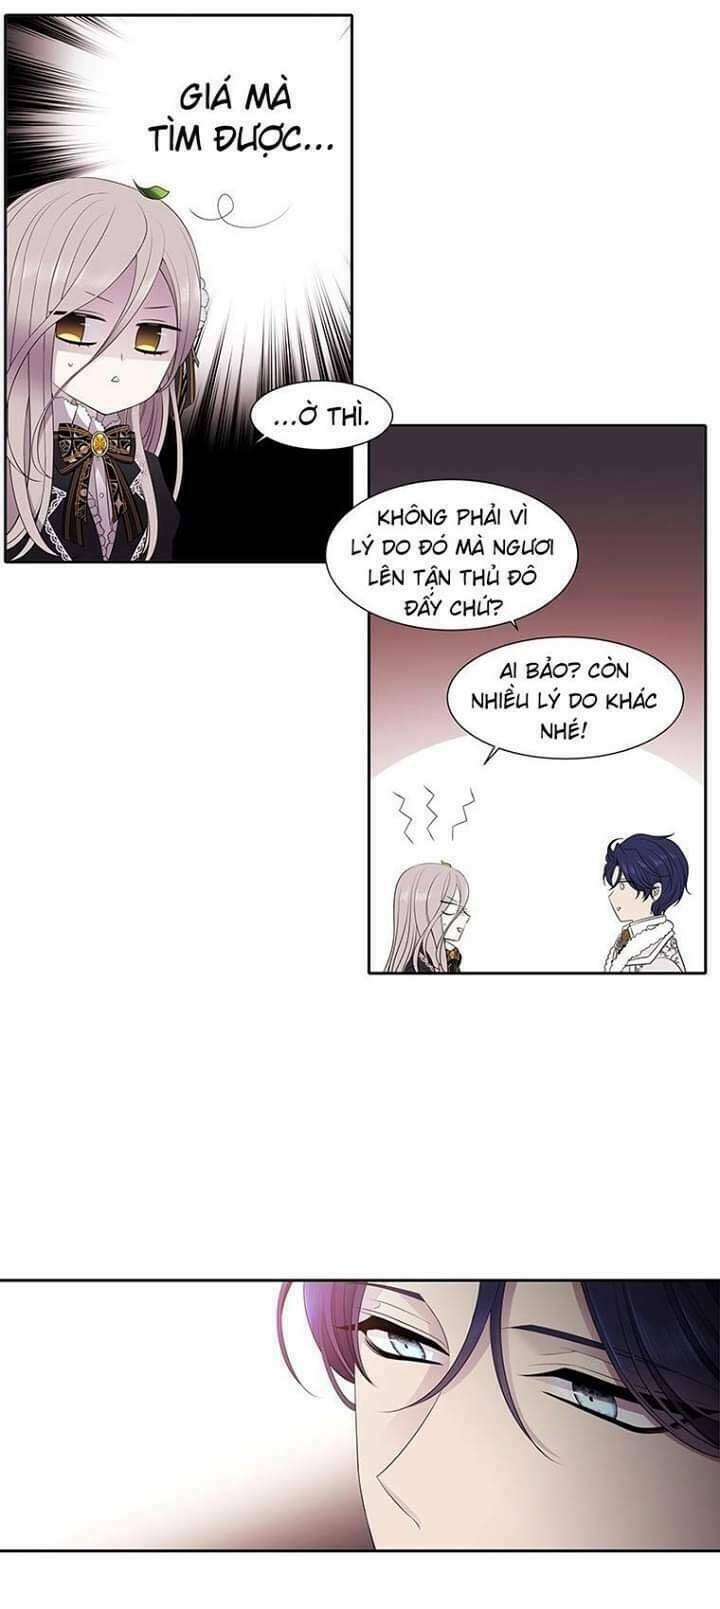 GIÁ MÀ
TÌM ĐƯỢC...
...Ờ THÌ.
KHÔNG PHẢI VÌ
LÝ DO ĐÓ MÀ NGƯƠI
LÊN TẬN THỦ ĐÔ
ĐẤY CHỨ?
AI BẢO? CÒN
NHIỀU LÝ DO KHÁC
NHÉ!